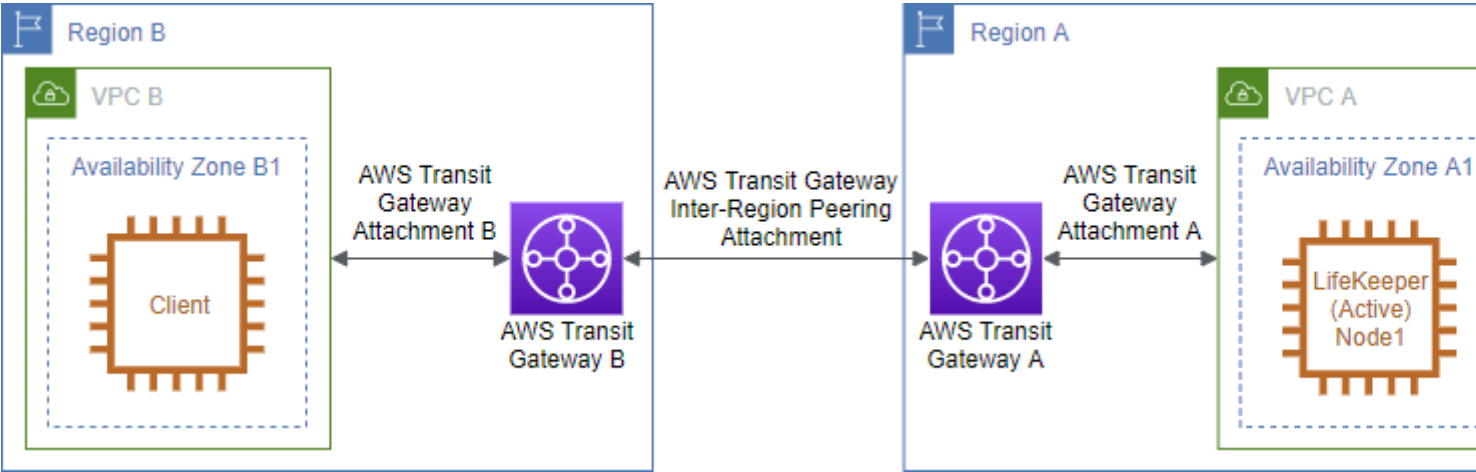 Region B
VPC B
Availability Zone B1
Client
AWS Transit
Gateway
Attachment B
AWS Transit
Gateway B
AWS Transit Gateway
Inter-Region Peering
Attachment
Region A
AWS Transit
Gateway A
AWS Transit
Gateway
Attachment A
VPC A
Availability Zone A1
LifeKeeper
(Active)
Node1